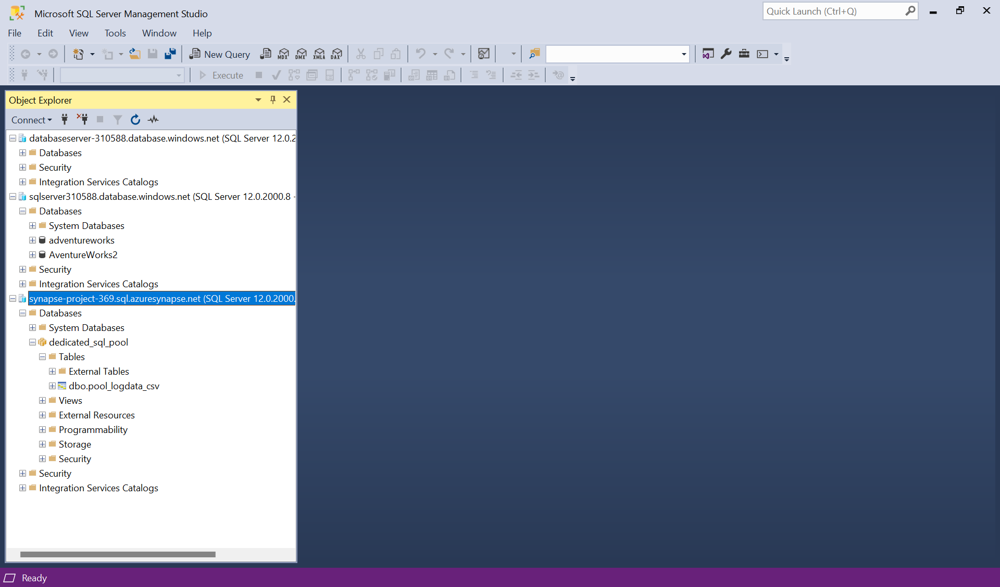 Microsoft SQL Server Management Studio
Quick Launch (Ctrl+Q)
File Edit View Tools Window Help
New Query MDX DMX XMLA DAX
Execute
Object Explorer
Connect
databaseserver-310588.database.windows.net (SQL Server 12.0.2
Databases
Security
Integration Services Catalogs
sqlserver310588.database.windows.net (SQL Server 12.0.2000.8 -
Databases
System Databases
adventureworks
AventureWorks2
Security
Integration Services Catalogs
synapse-project-369.sql.azuresynapse.net (SQL Server 12.0.2000.
Databases
System Databases
dedicated_sql_pool
Tables
External Tables
dbo.pool_logdata_csv
Views
External Resources
Programmability
Storage
Security
Security
Integration Services Catalogs
Ready